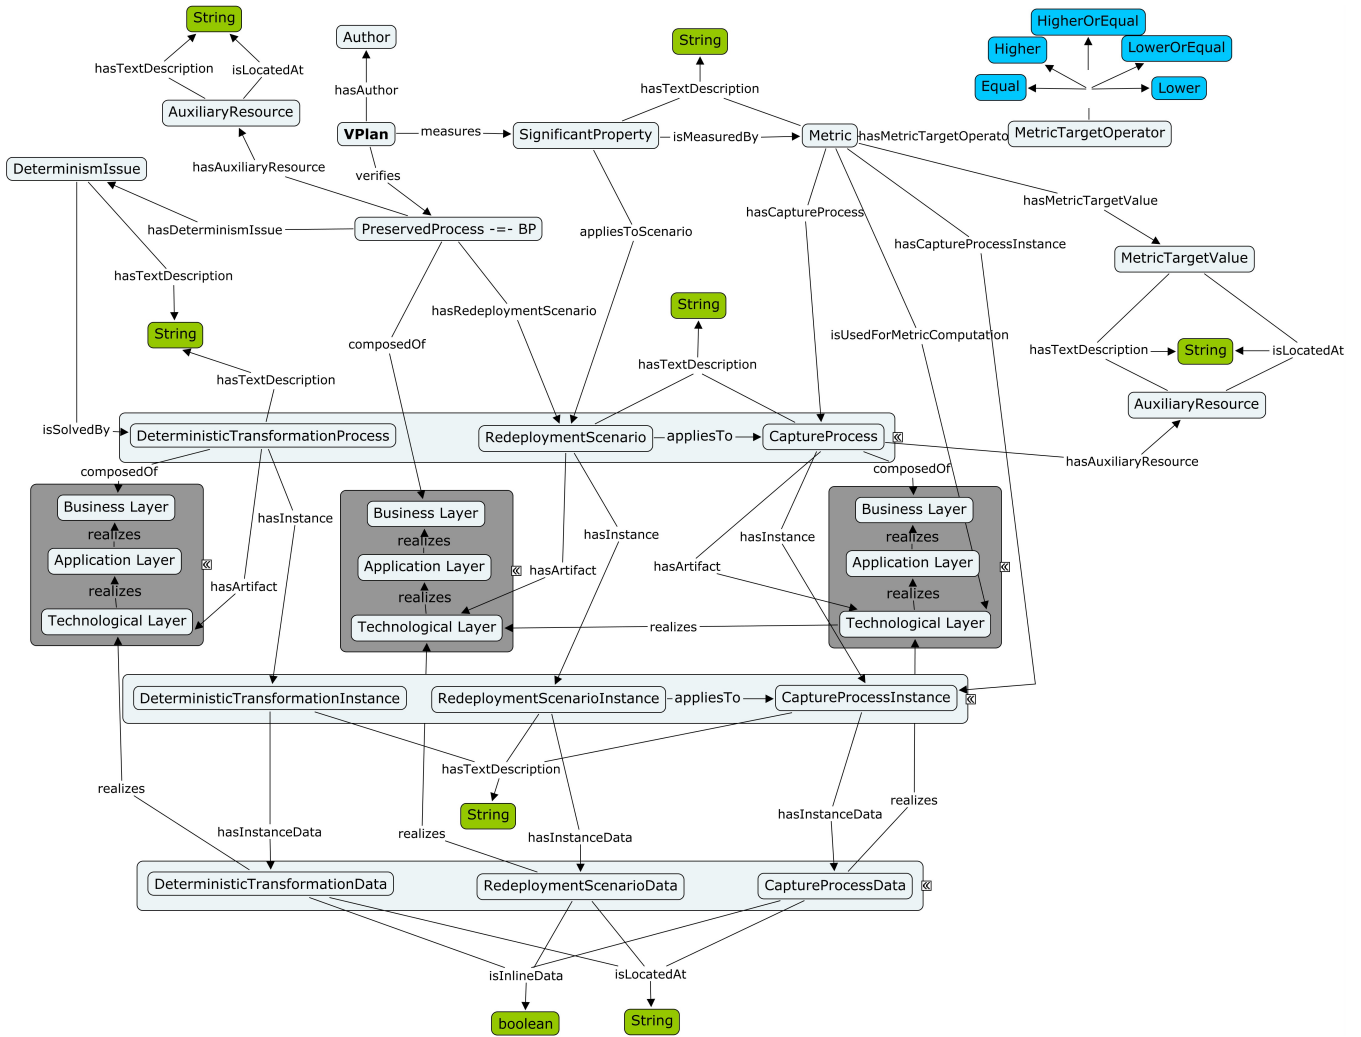 String
Author
String
HigherOrEqual
Higher
LowerOrEqual
hasTextDescription
isLocatedAt
hasAuthor
hasTextDescription
Equal
Lower
AuxiliaryResource
VPlan
measures
SignificantProperty
isMeasuredBy
Metric
hasMetricTargetOperato
MetricTargetOperator
DeterminismIssue
hasAuxiliaryResource
verifies
hasCaptureProcess
hasMetricTargetValue
hasDeterminismIssue
PreservedProcess -=- BP
appliesToScenario
hasCaptureProcessInstance
MetricTargetValue
hasTextDescription
String
hasRedeploymentScenario
String
composedOf
isUsedForMetricComputation
hasTextDescription
String
isLocatedAt
hasTextDescription
hasTextDescription
AuxiliaryResource
isSolvedBy
DeterministicTransformationProcess
RedeploymentScenario
appliesTo
CaptureProcess
hasAuxiliaryResource
composedOf
composedOf
Business Layer
realizes
Application Layer
realizes
Technological Layer
hasInstance
hasArtifact
Business Layer
realizes
Application Layer
realizes
Technological Layer
hasArtifact
hasInstance
hasArtifact
hasInstance
Business Layer
realizes
Application Layer
realizes
Technological Layer
realizes
DeterministicTransformationInstance
RedeploymentScenarioInstance
appliesTo
CaptureProcessInstance
hasTextDescription
realizes
String
realizes
hasInstanceData
hasInstanceData
realizes
hasInstanceData
DeterministicTransformationData
RedeploymentScenarioData
CaptureProcessData
isInlineData
isLocatedAt
boolean
String